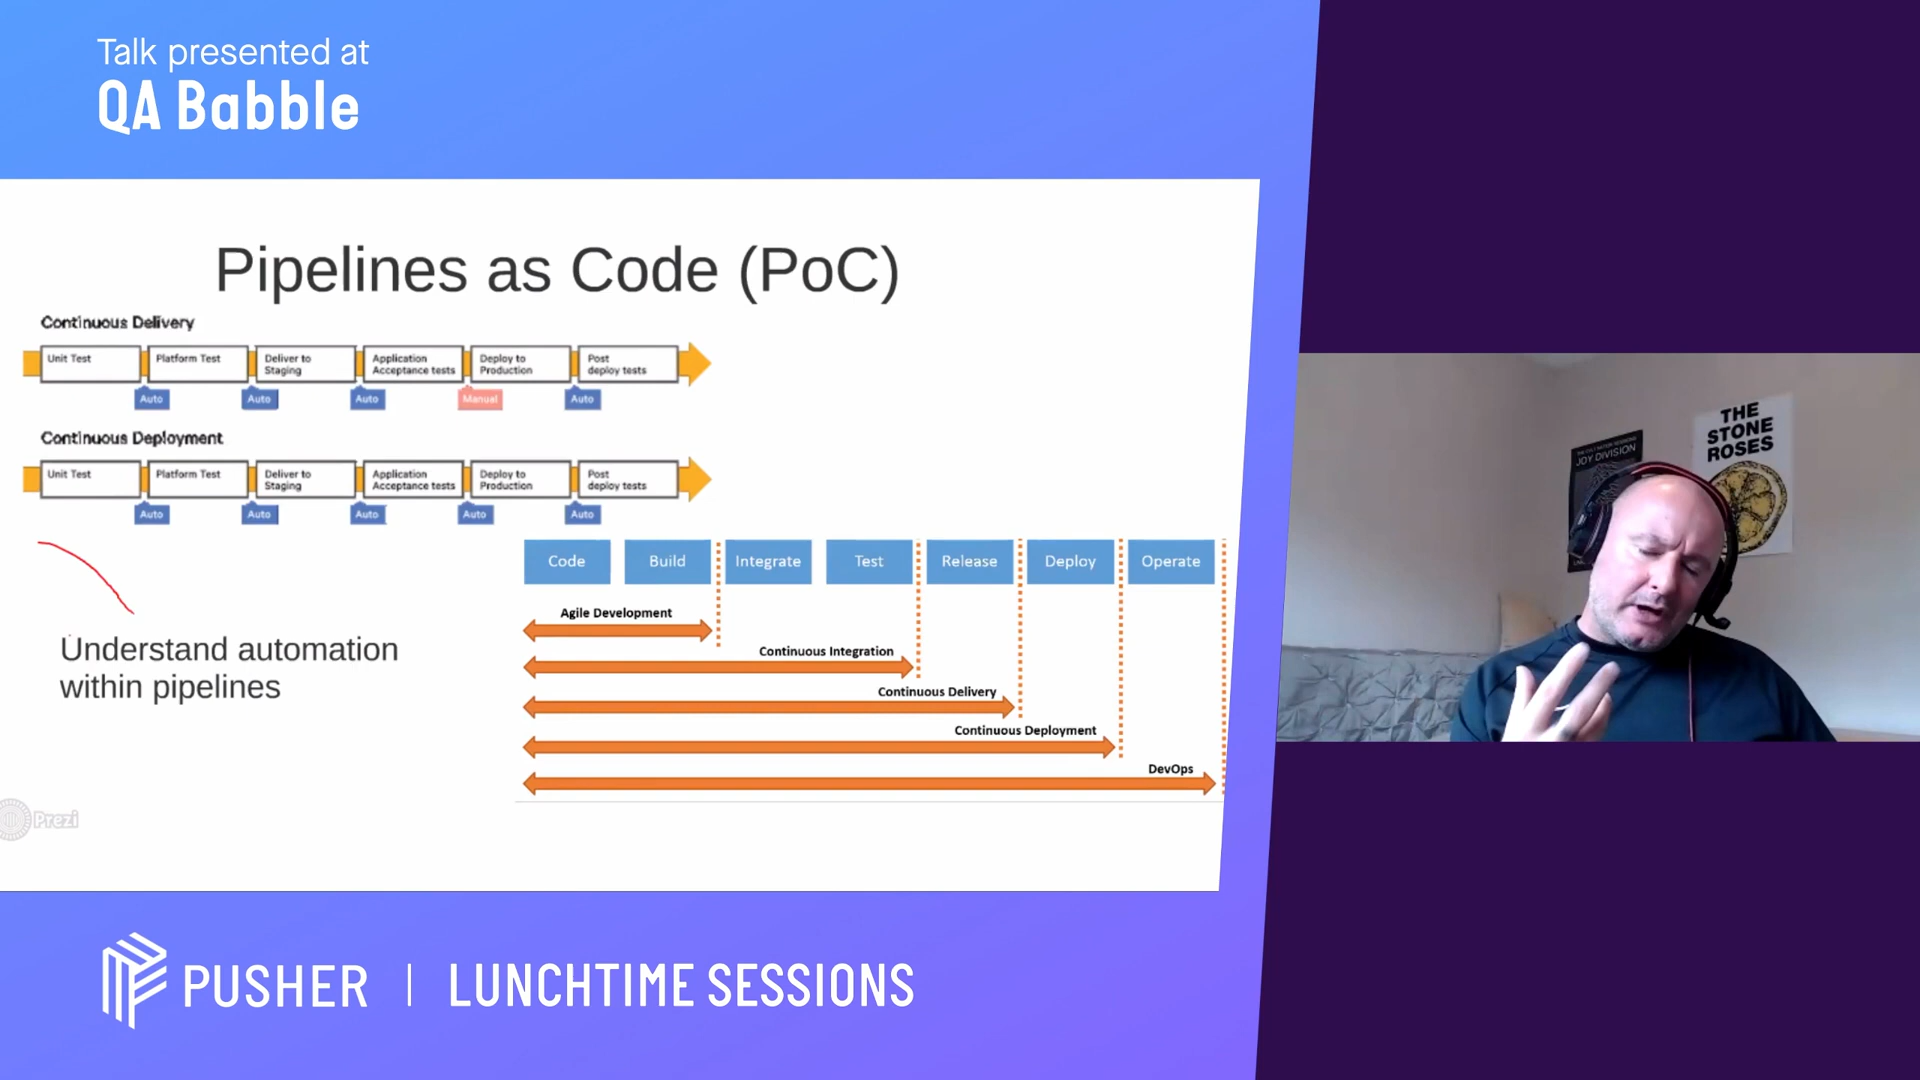 Talk presented at
QA Babble
Pipelines as Code (PoC)
Continuous Delivery
Unit Test
Platform Test
Deliver to
Staging
Application
Acceptance tests
Deploy to
Production
Post
deploy tests
Auto
Auto
Auto
Manual
Auto
Continuous Deployment
Unit Test
Platform Test
Deliver to
Staging
Application
Acceptance tests
Deploy to
Production
Post
deploy tests
Auto
Auto
Auto
Auto
Auto
Code
Build
Integrate
Test
Release
Deploy
Operate
Agile Development
Continuous Integration
Continuous Delivery
Continuous Deployment
DevOps
Understand automation
within pipelines
Prezi
JOY DIVISION
THE
STONE
ROSES
PUSHER | LUNCHTIME SESSIONS